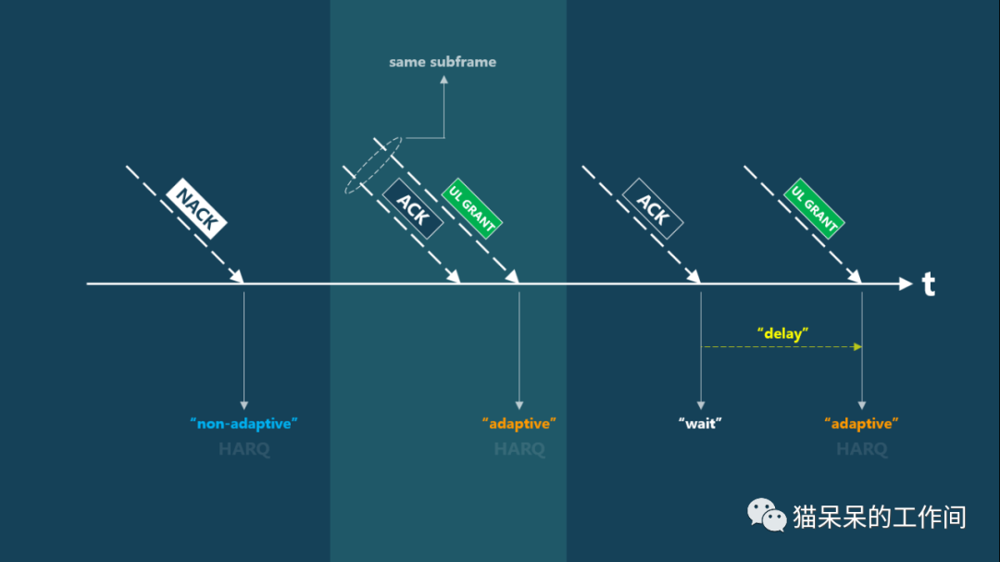 same subframe
NACK
ACK
UL GRANT
ACK
UL GRANT
t
“delay”
“non-adaptive”
HARQ
“adaptive”
HARQ
“wait”
“adaptive”
HARQ
猫呆呆的工作间